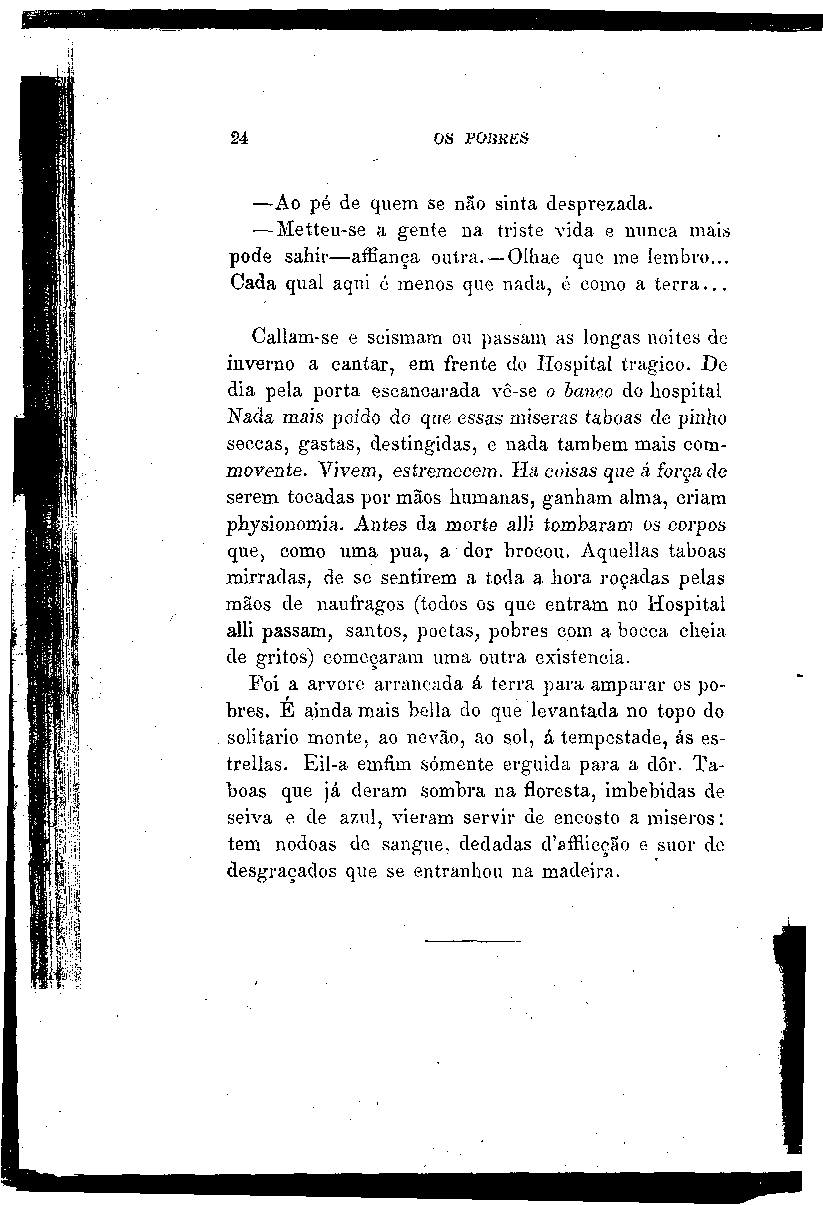 24 OS POBRES
—Ao pé de quem se não sinta desprezada.
—Metteu-se a gente na triste vida e nunca mais
pode sahir—affiança outra.—Olhae que me lembro...
Cada qual aqui é menos que nada, é como a terra...
Callam-se e scismam ou passam as longas noites de
inverno a cantar, em frente do Hospital tragico. De
dia pela porta escancarada vê-se o banco do hospital
Nada mais poido do que essas miseras taboas de pinho
seccas, gastas, destingidas, e nada tambem mais com-
movente. Vivem, estremecem. Ha coisas que á força de
serem tocadas por mãos humanas, ganham alma, criam
physionomia. Antes da morte alli tombaram os corpos
que, como uma pua, a dor brocou. Aquellas taboas
mirradas, de se sentirem a toda a hora roçadas pelas
mãos de naufragos (todos os que entram no Hospital
alli passam, santos, poetas, pobres com a bocca cheia
de gritos) começaram uma outra existencia.
Foi a arvore arrancada á terra para amparar os po-
bres. É ainda mais bella do que levantada no topo do
solitario monte, ao nevão, ao sol, á tempestade, ás es-
trellas. Eil-a emfim sómente erguida para a dôr. Ta-
boas que já deram sombra na floresta, imbebidas de
seiva e de azul, vieram servir de encosto a miseros:
tem nodoas de sangue, dedadas d'afflicção e suor de
desgraçados que se entranhou na madeira.